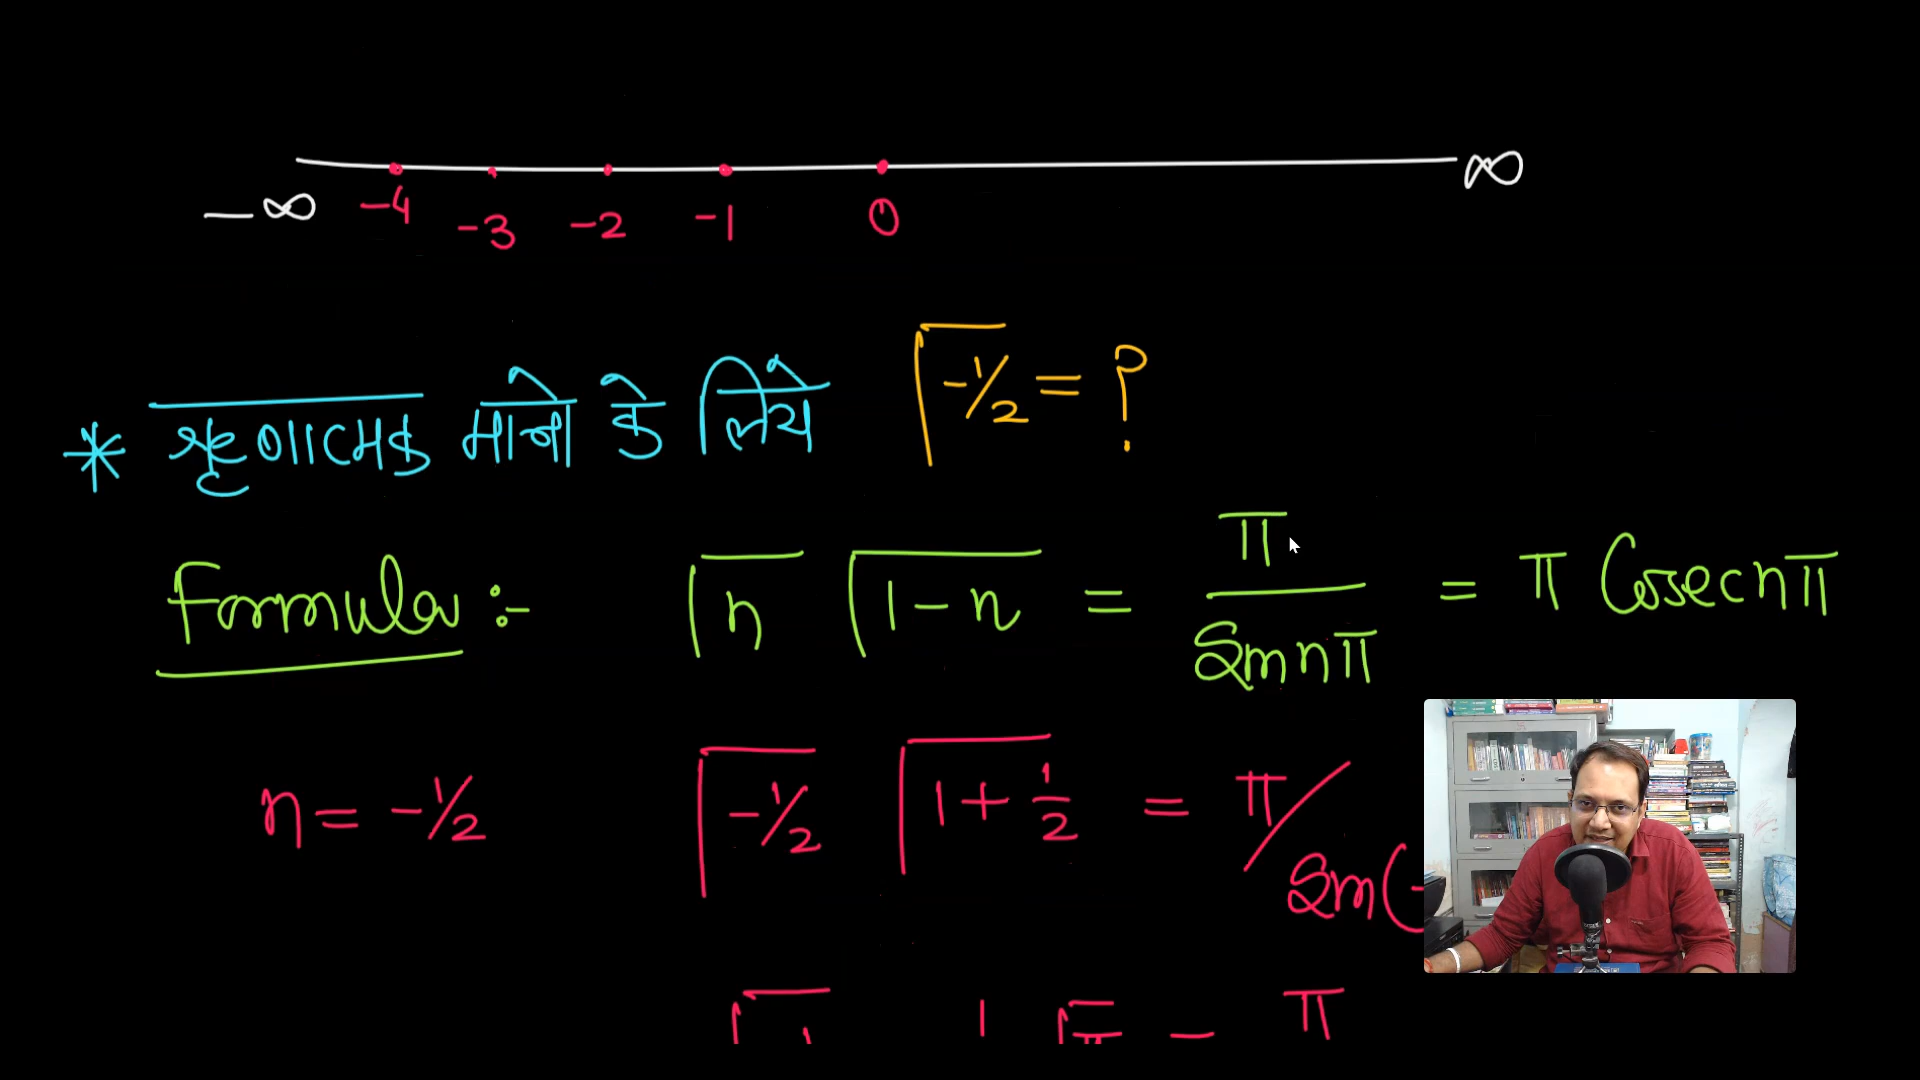 -∞ -4 -3 -2 -1 0 ∞
* ऋणात्मक मानो के लिये Γ-1/2 = ?
Formula :- Γn Γ1-n = π/Sin nπ = π Cosec nπ
n = -1/2 Γ-1/2 Γ1+1/2 = π/Sin(-